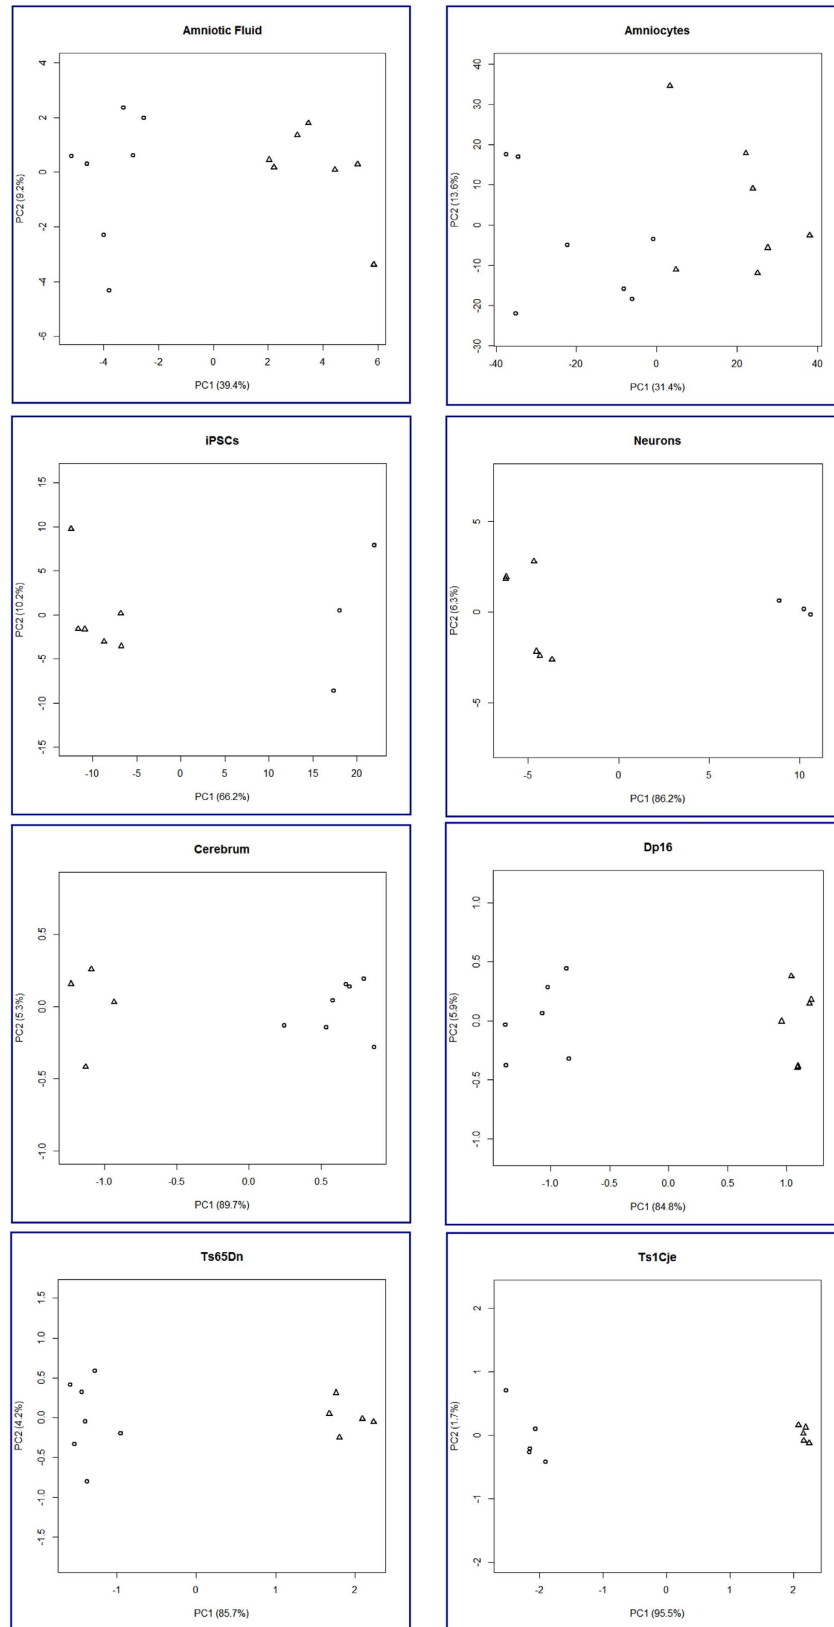 Amniotic Fluid
4
2
0
-2
-4
-6
PC2 (9.2%)
-4 -2 0 2 4 6
PC1 (39.4%)
Amniocytes
40
30
20
10
0
-10
-20
-30
PC2 (13.6%)
-40 -20 0 20 40
PC1 (31.4%)
iPSCs
15
10
5
0
-5
-10
-15
PC2 (10.2%)
-10 -5 0 5 10 15 20
PC1 (66.2%)
Neurons
5
0
-5
PC2 (6.3%)
-5 0 5 10
PC1 (86.2%)
Cerebrum
0.5
0.0
-0.5
-1.0
PC2 (5.3%)
-1.0 -0.5 0.0 0.5
PC1 (89.7%)
Dp16
1.0
0.5
0.0
-0.5
-1.0
PC2 (5.9%)
-1.0 -0.5 0.0 0.5 1.0
PC1 (84.8%)
Ts65Dn
1.5
1.0
0.5
0.0
-0.5
-1.0
-1.5
PC2 (4.2%)
-1 0 1 2
PC1 (85.7%)
Ts1Cje
2
1
0
-1
-2
PC2 (1.7%)
-2 -1 0 1 2
PC1 (95.5%)